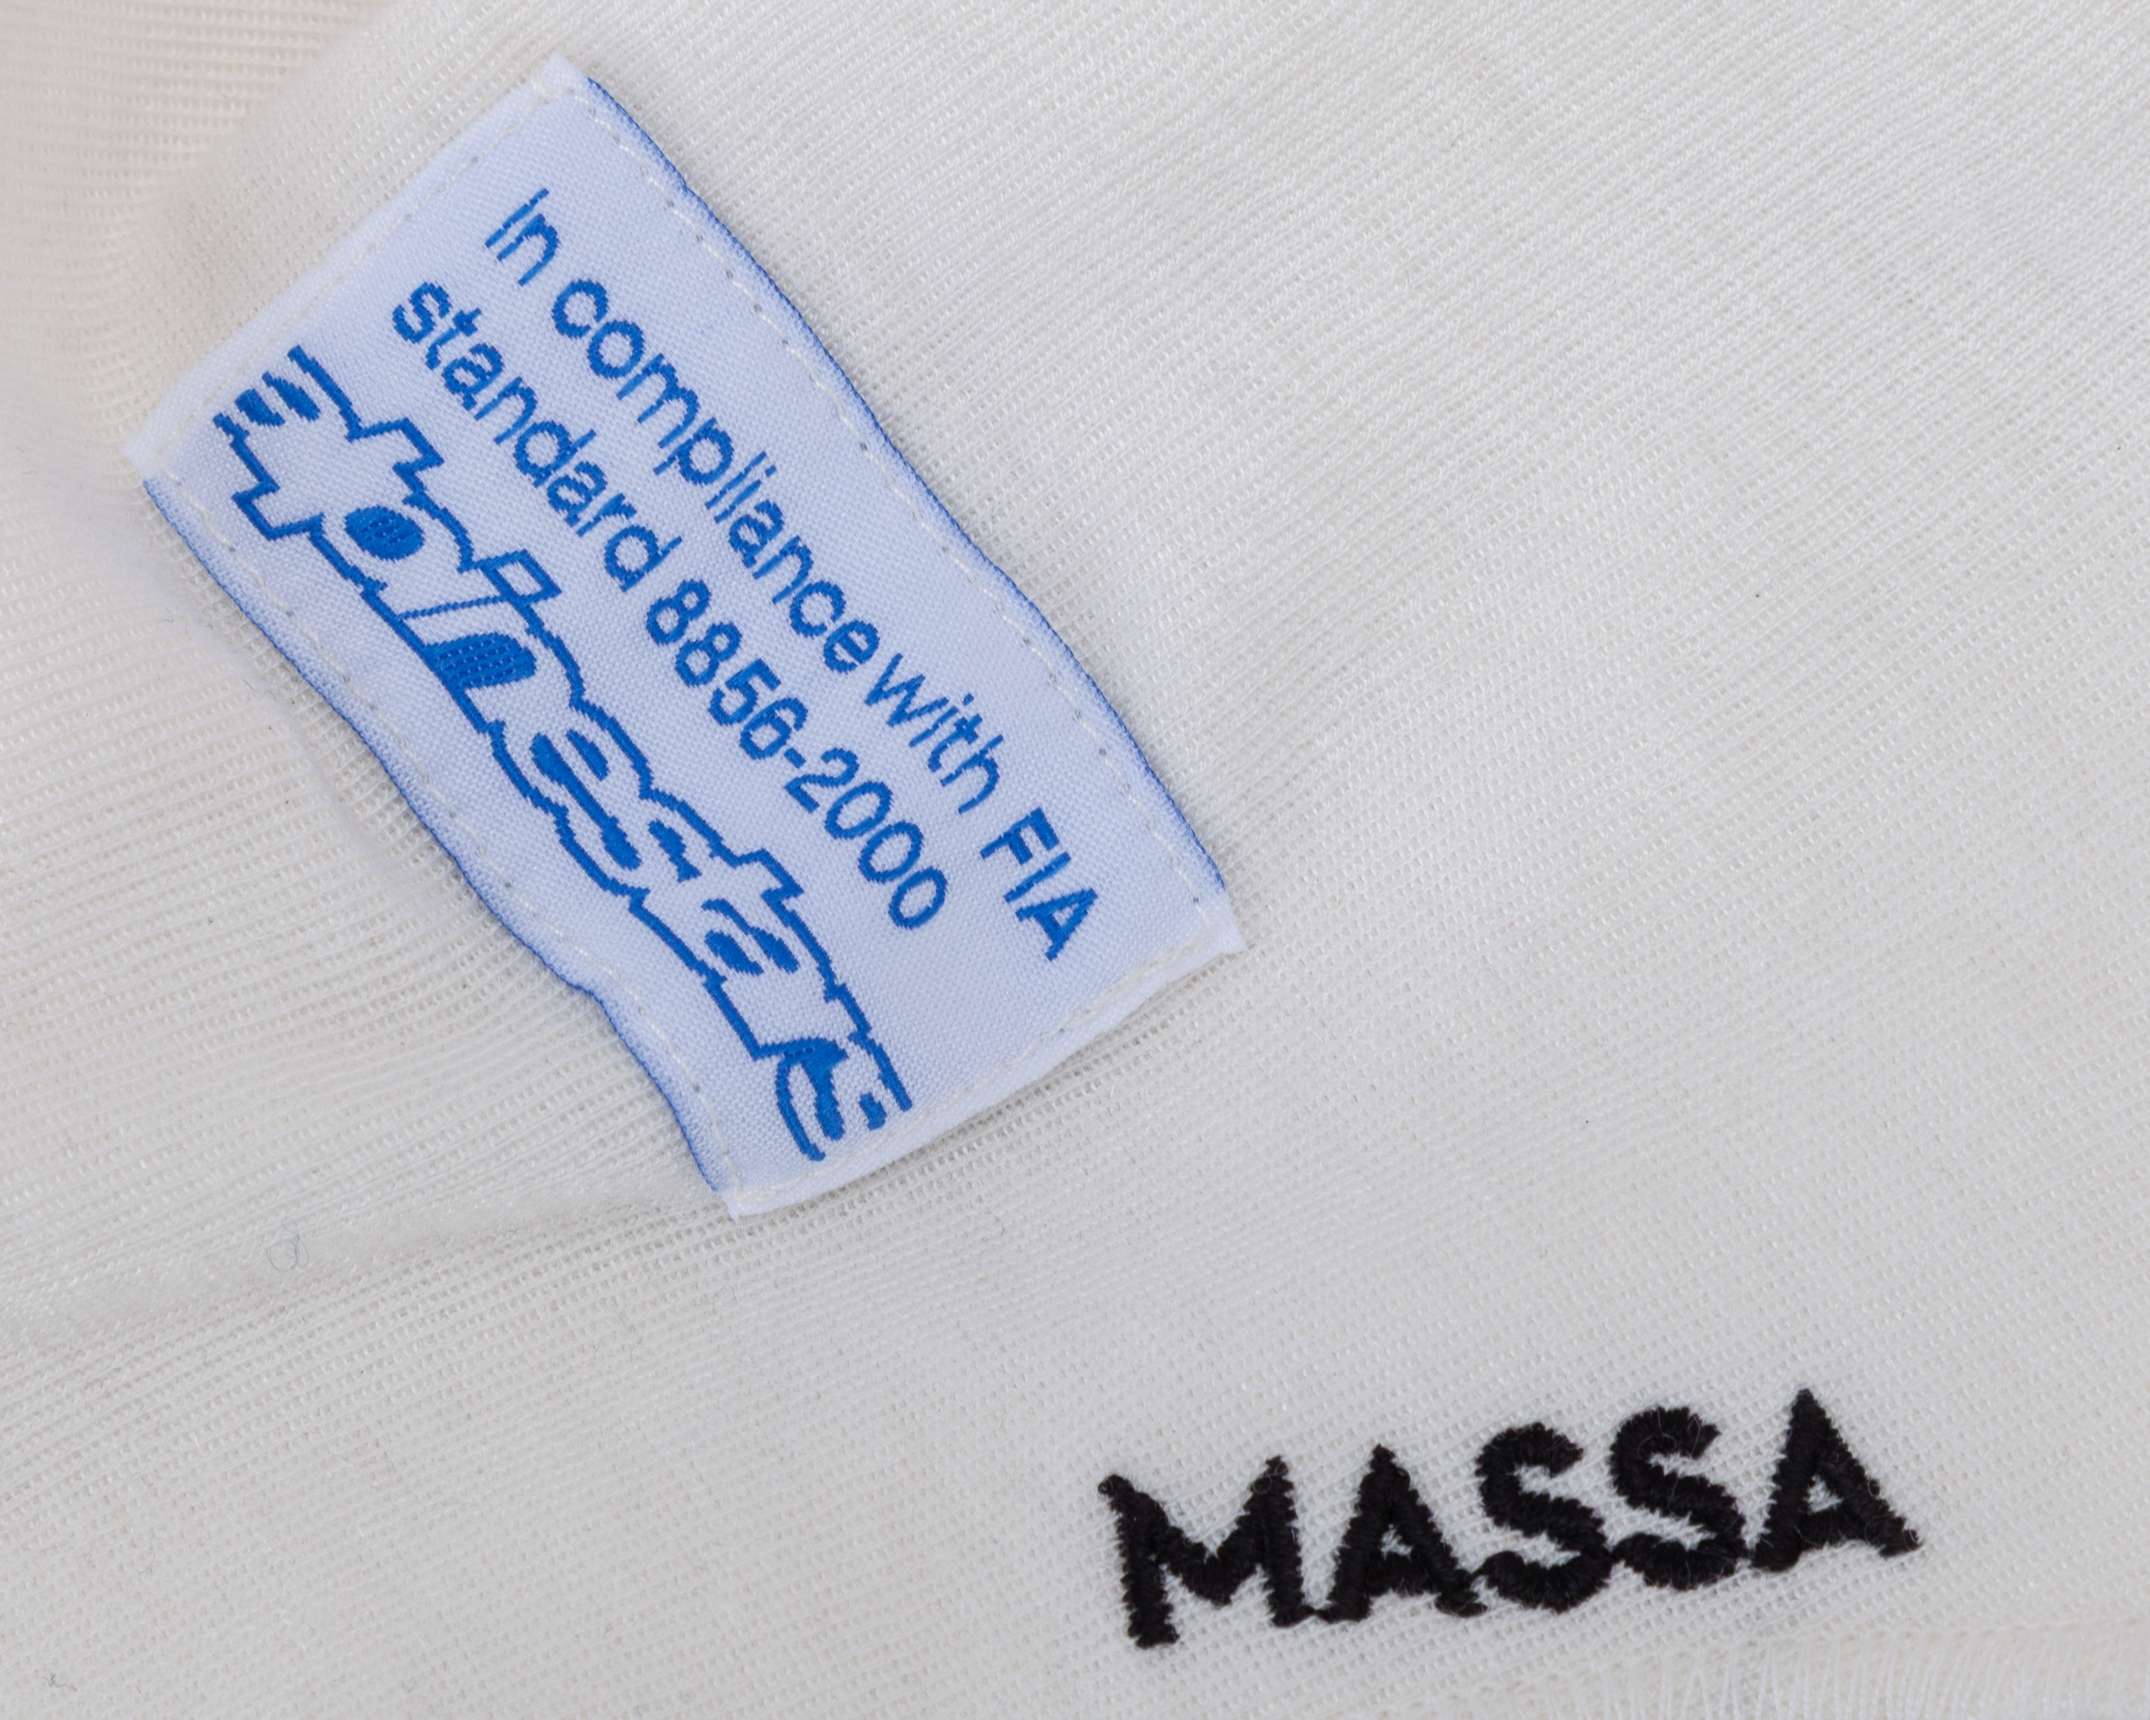 In compliance with FIA
standard 8856-2000
MASSA